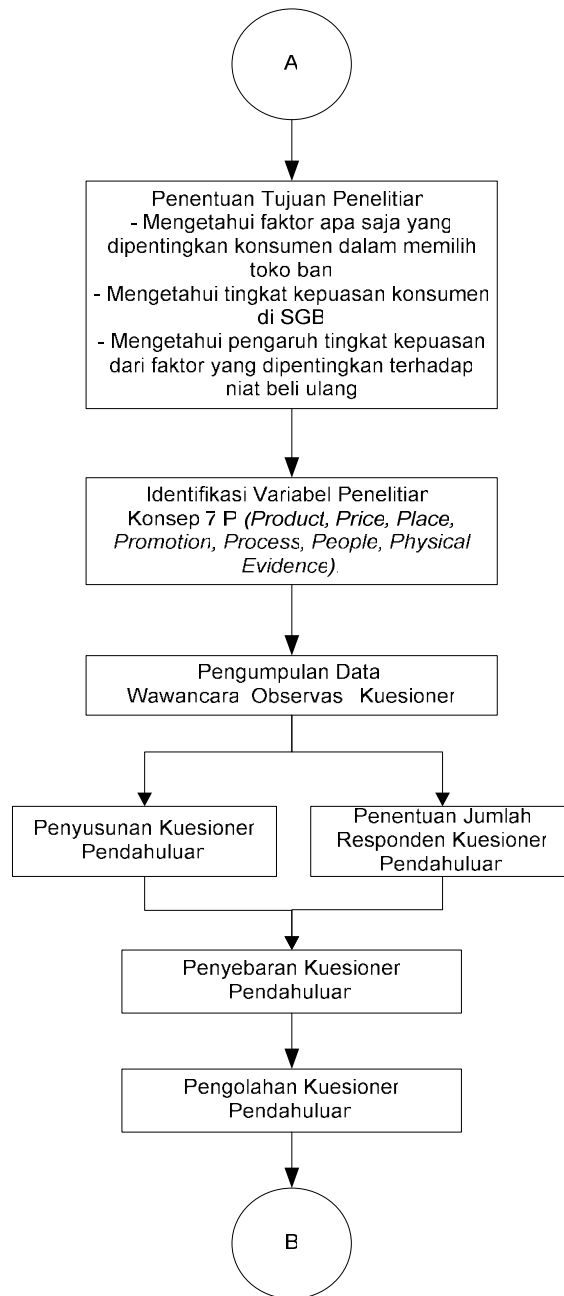 A
Penentuan Tujuan Penelitiar
- Mengetahui faktor apa saja yang
dipentingkan konsumen dalam memilih
toko ban
- Mengetahui tingkat kepuasan konsumen
di SGB
- Mengetahui pengaruh tingkat kepuasan
dari faktor yang dipentingkan terhadap
niat beli ulang
Identifikasi Variabel Penelitiar
Konsep 7 P (Product, Price, Place,
Promotion, Process, People, Physical
Evidence).
Pengumpulan Data
Wawancara Observas Kuesioner
Penyusunan Kuesioner
Pendahuluar
Penentuan Jumlah
Responden Kuesioner
Pendahuluar
Penyebaran Kuesioner
Pendahuluar
Pengolahan Kuesioner
Pendahuluar
B